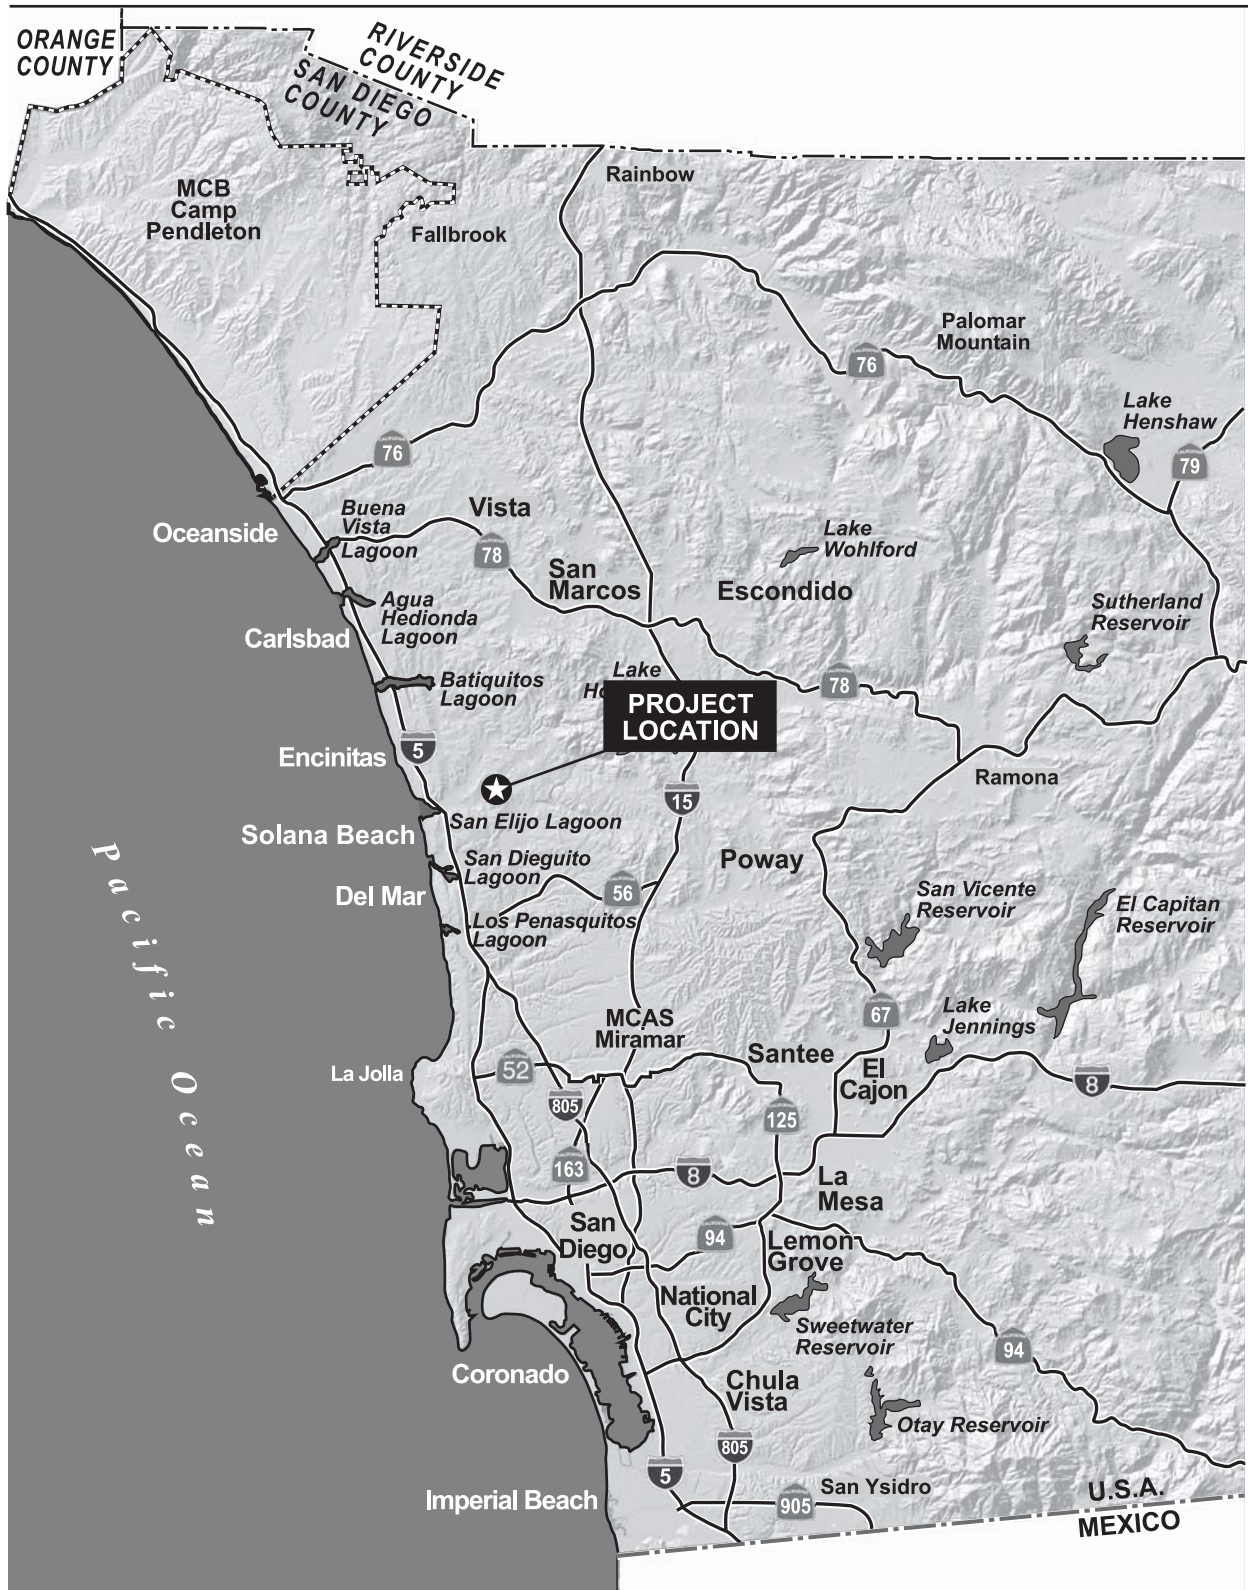 ORANGE
COUNTY
RIVERSIDE
COUNTY
SAN DIEGO
COUNTY
Rainbow
MCB
Camp
Pendleton
Fallbrook
Palomar
Mountain
76
Lake
Henshaw
79
76
Oceanside
Buena
Vista
Lagoon
Vista
78
Lake
Wohlford
San
Marcos
Escondido
Agua
Hedionda
Lagoon
Sutherland
Reservoir
Carlsbad
Batiquitos
Lagoon
Lake
78
PROJECT
LOCATION
Encinitas
5
Ramona
15
San Elijo Lagoon
Solana Beach
Poway
San Dieguito
Lagoon
56
Del Mar
San Vicente
Reservoir
El Capitan
Reservoir
Los Penasquitos
Lagoon
Pacific Ocean
67
Lake
Jennings
MCAS
Miramar
Santee
La Jolla
52
El
Cajon
8
805
125
163
8
La
Mesa
San
Diego
94
Lemon
Grove
National
City
Sweetwater
Reservoir
94
Coronado
Chula
Vista
Otay Reservoir
805
5
San Ysidro
Imperial Beach
905
U.S.A.
MEXICO